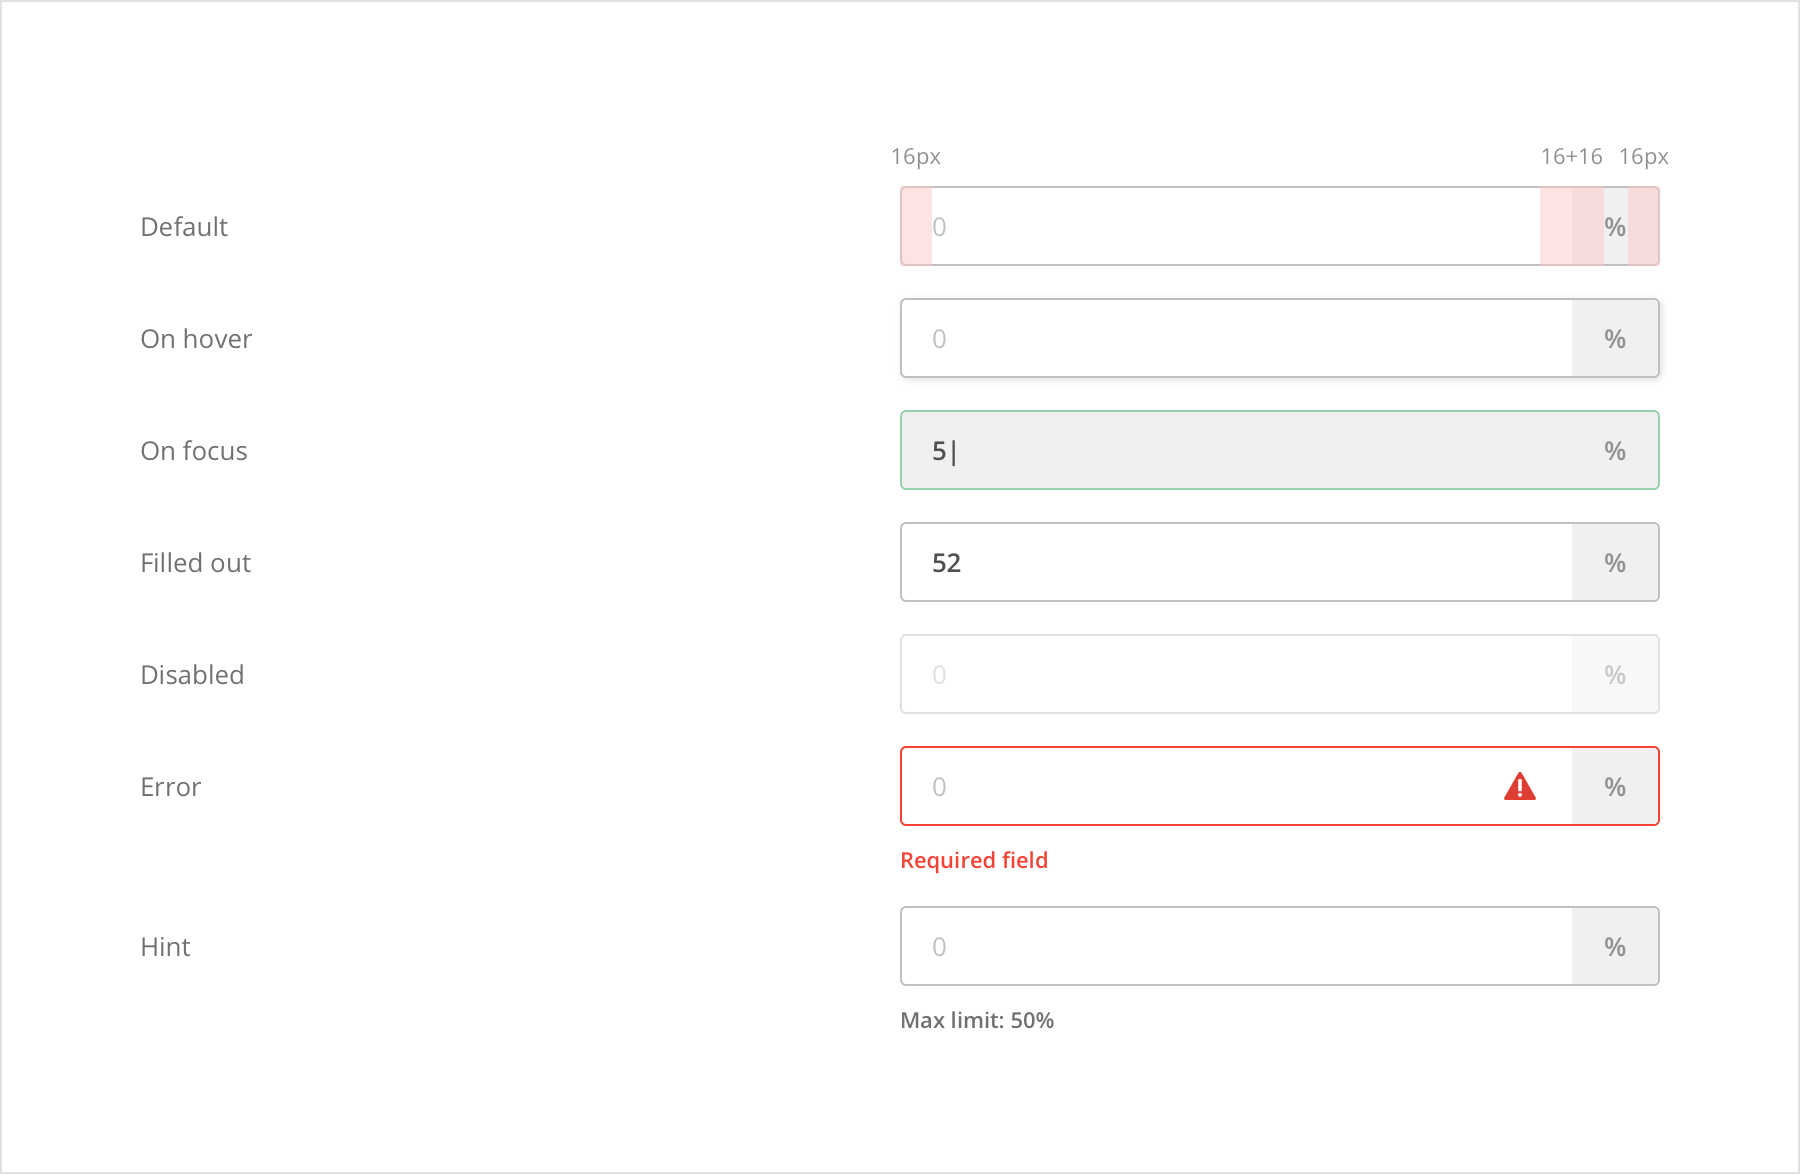 16px 16+16 16px
Default 0 %
On hover 0 %
On focus 5| %
Filled out 52 %
Disabled 0 %
Error 0 %
Required field
Hint 0 %
Max limit: 50%